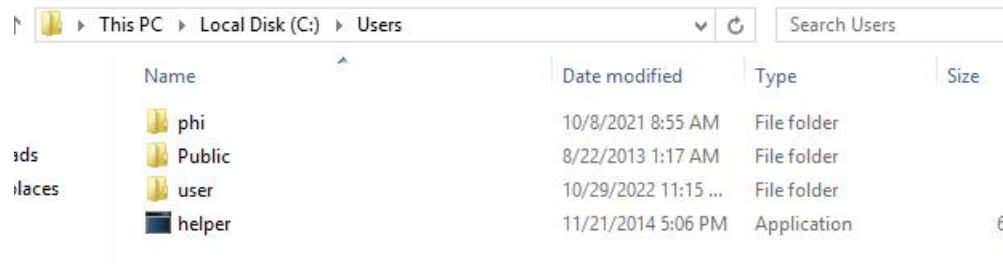 This PC Local Disk (C:) Users Search Users
Name Date modified Type Size
phi 10/8/2021 8:55 AM File folder
ads Public 8/22/2013 1:17 AM File folder
places user 10/29/2022 11:15 ... File folder
helper 11/21/2014 5:06 PM Application 6